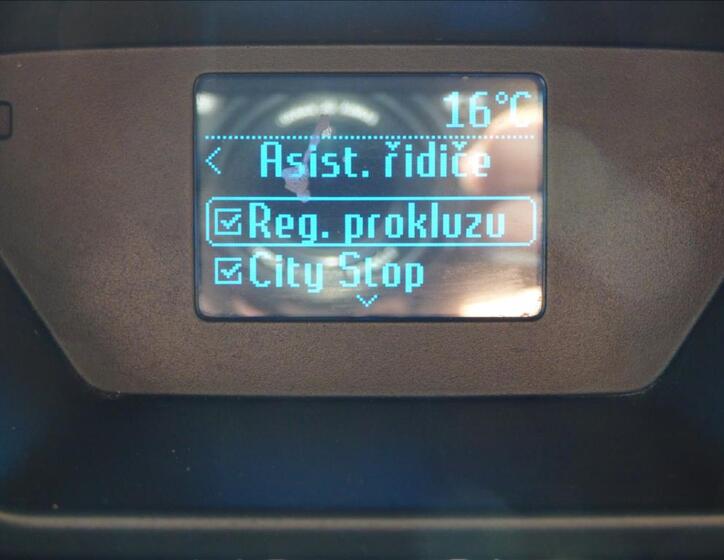 16°C
< Asist. řidiče
Reg. prokluzu
City Stop